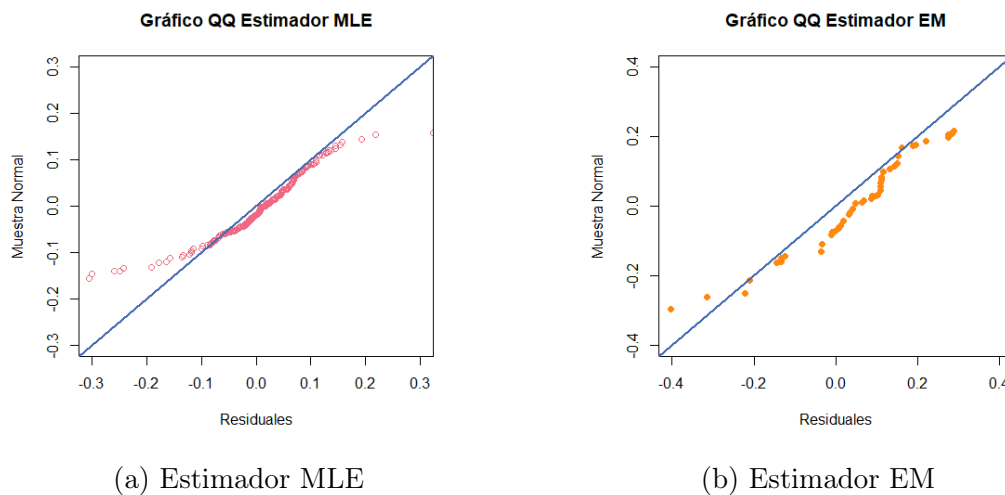 Gráfico QQ Estimador MLE
Muestra Normal
0.3
0.2
0.1
0.0
-0.1
-0.2
-0.3
-0.3
-0.1
0.0
0.1
0.2
0.3
Residuales
(a) Estimador MLE
Gráfico QQ Estimador EM
Muestra Normal
0.4
0.2
0.0
-0.2
-0.4
-0.4
-0.2
0.0
0.2
0.4
Residuales
(b) Estimador EM